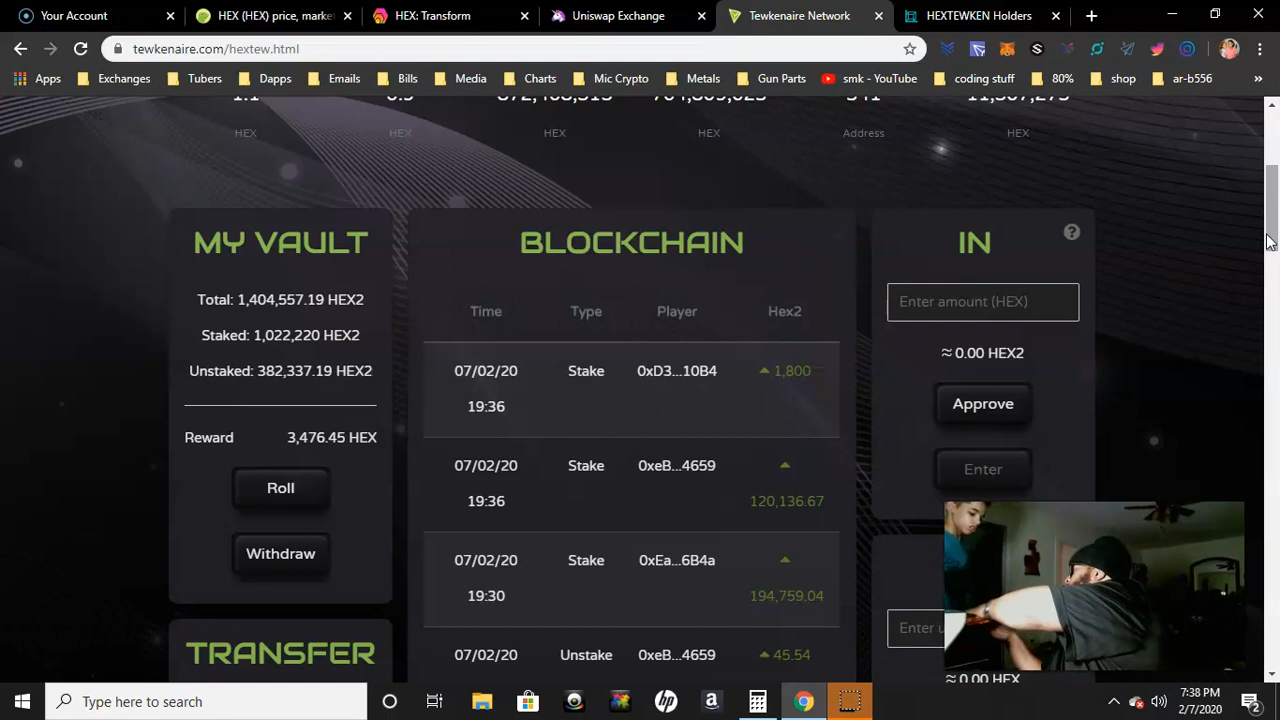 Your Account
HEX (HEX) price, marke
HEX: Transform
Uniswap Exchange
Tewkenaire Network
HEXTEWKEN Holders
tewkenaire.com/hextew.html
Apps
Exchanges
Tubers
Dapps
Emails
Bills
Media
Charts
Mic Crypto
Metals
Gun Parts
smk - YouTube
coding stuff
80%
shop
ar-b556
HEX
HEX
HEX
HEX
Address
HEX
MY VAULT
Total: 1,404,557.19 HEX2
Staked: 1,022,220 HEX2
Unstaked: 382,337.19 HEX2
Reward 3,476.45 HEX
Roll
Withdraw
TRANSFER
BLOCKCHAIN
Time Type Player Hex2
07/02/20 Stake 0xD3...10B4 1,800
19:36
07/02/20 Stake 0xeB...4659
19:36 120,136.67
07/02/20 Stake 0xEa...6B4a
19:30 194,759.04
07/02/20 Unstake 0xeB...4659 45.54
IN
?
Enter amount (HEX)
≈ 0.00 HEX2
Approve
Enter
Enter
≈ 0.00 HEX
Type here to search
7:38 PM
2/7/2020
2